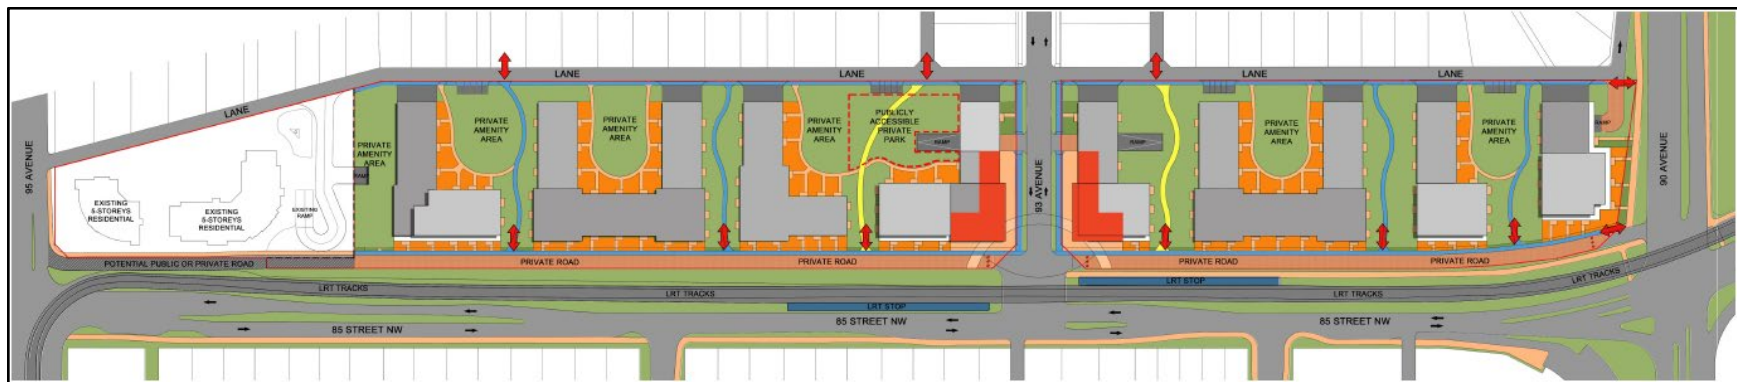 LANE
LANE
LANE
LANE
LANE
95 AVENUE
93 AVENUE
90 AVENUE
EXISTING
5-STOREYS
RESIDENTIAL
EXISTING
5-STOREYS
RESIDENTIAL
EXISTING
RAMP
RAMP
PRIVATE
AMENITY
AREA
PRIVATE
AMENITY
AREA
PRIVATE
AMENITY
AREA
PRIVATE
AMENITY
AREA
PUBLICLY
ACCESSIBLE
PRIVATE
PARK
RAMP
RAMP
PRIVATE
AMENITY
AREA
PRIVATE
AMENITY
AREA
RAMP
POTENTIAL PUBLIC OR PRIVATE ROAD
PRIVATE ROAD
PRIVATE ROAD
PRIVATE ROAD
PRIVATE ROAD
LRT TRACKS
LRT TRACKS
LRT TRACKS
LRT TRACKS
LRT STOP
LRT STOP
85 STREET NW
85 STREET NW
85 STREET NW